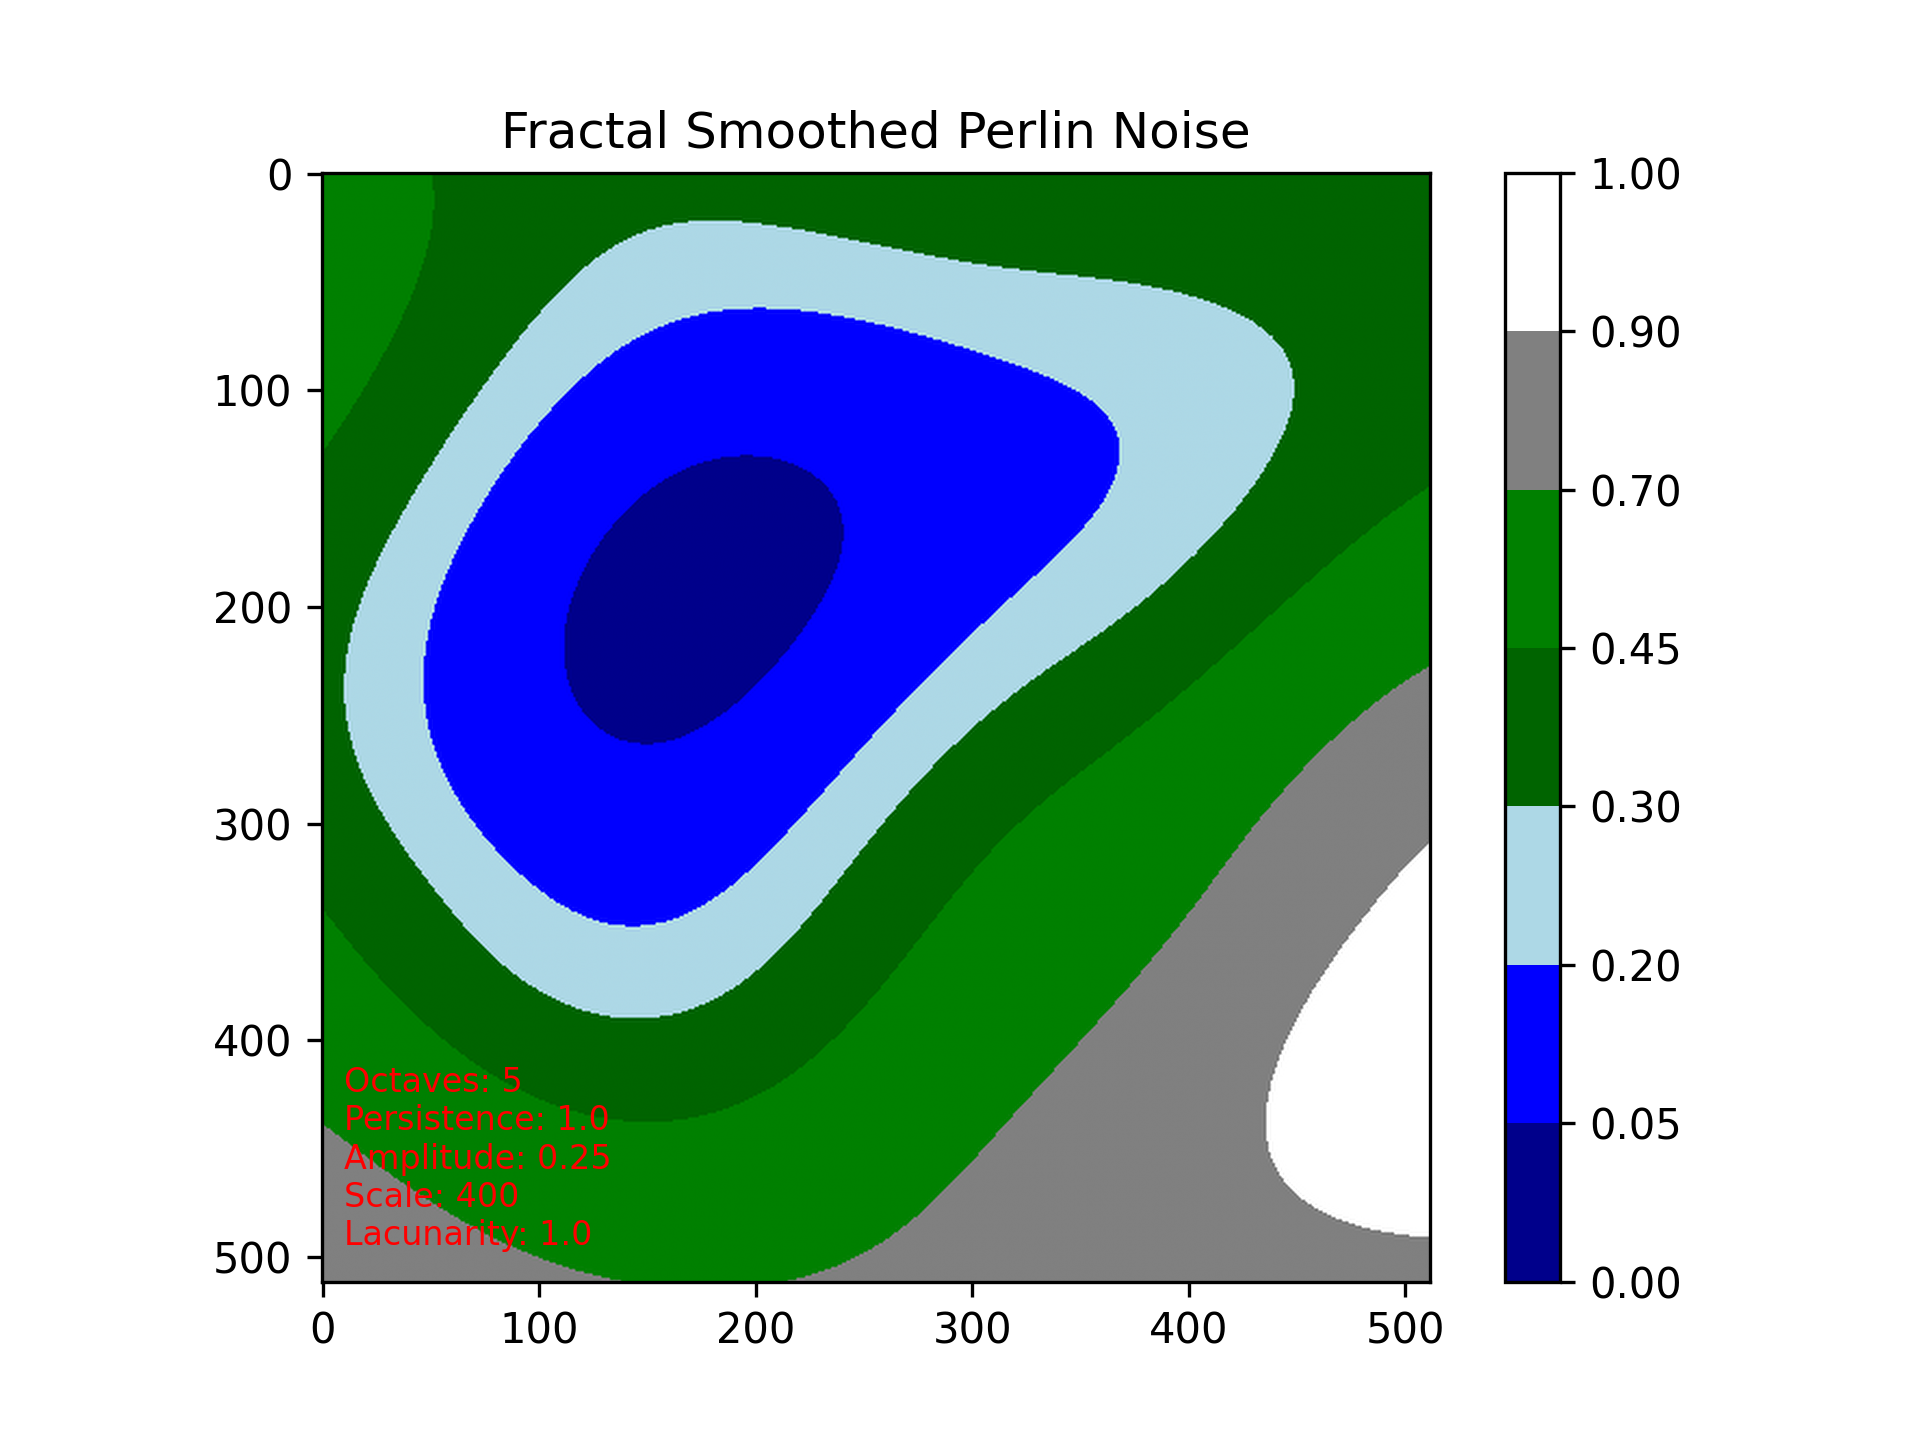 Fractal Smoothed Perlin Noise
0
100
200
300
400
500
0 100 200 300 400 500
Octaves: 5
Persistence: 1.0
Amplitude: 0.25
Scale: 400
Lacunarity: 1.0
1.00
0.90
0.70
0.45
0.30
0.20
0.05
0.00